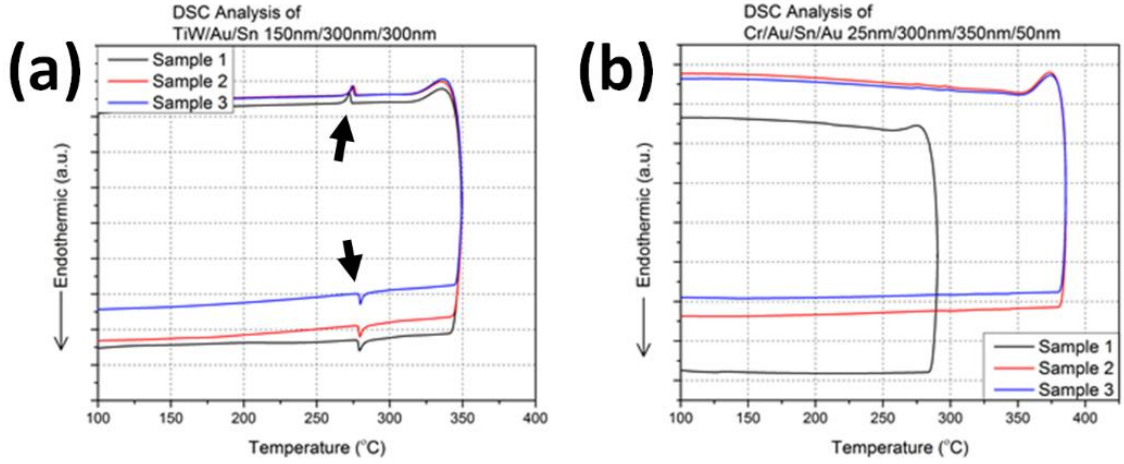 (a)
DSC Analysis of
TiW/Au/Sn 150nm/300nm/300nm
Sample 1
Sample 2
Sample 3
Endothermic (a.u.)
100 150 200 250 300 350 400
Temperature (°C)
(b)
DSC Analysis of
Cr/Au/Sn/Au 25nm/300nm/350nm/50nm
Endothermic (a.u.)
Sample 1
Sample 2
Sample 3
100 150 200 250 300 350 400
Temperature (°C)